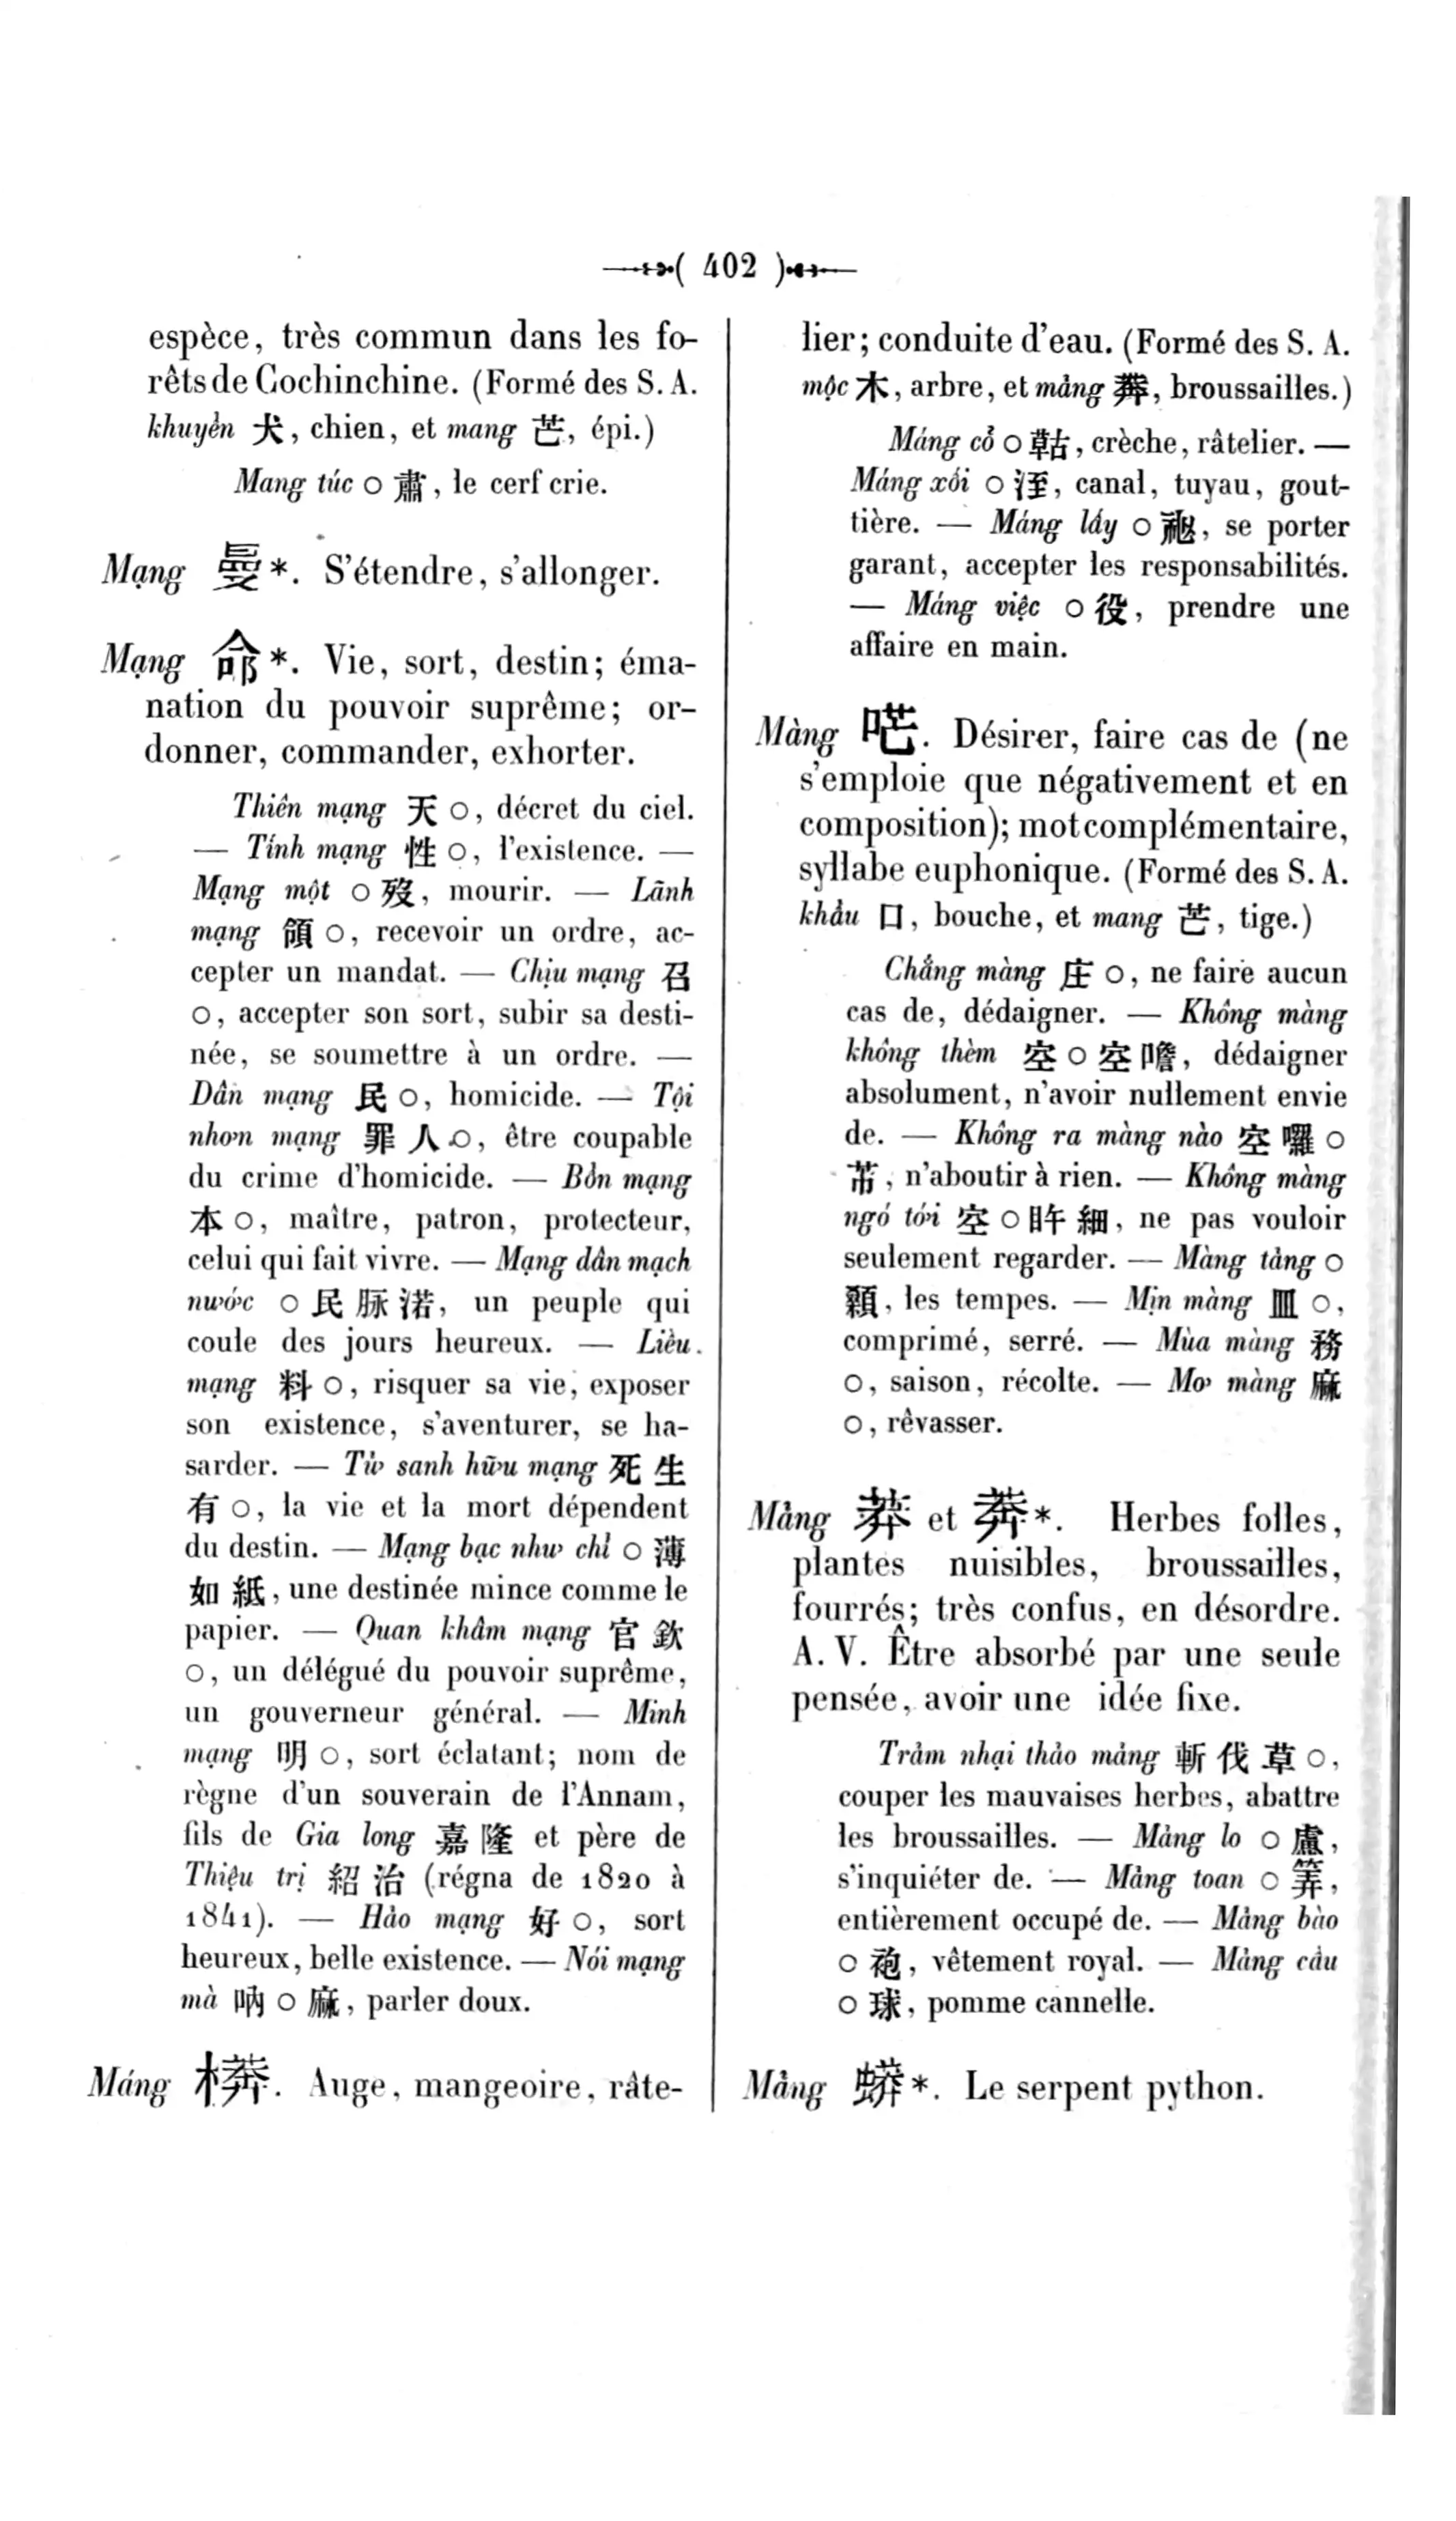 ( 402 )
espèce, très commun dans les fo-
rêts de Cochinchine. (Formé des S. A.
khuyển 犬, chien, et mang 芒, épi.)
Mang túc ○ 肅, le cerf crie.
Mạng 曼*. S'étendre, s'allonger.
Mạng 命*. Vie, sort, destin; éma-
nation du pouvoir suprême; or-
donner, commander, exhorter.
Thiên mạng 天 ○, décret du ciel.
— Tính mạng 性 ○, l'existence. —
Mạng một ○ 歿, mourir. — Lãnh
mạng 領 ○, recevoir un ordre, ac-
cepter un mandat. — Chịu mạng 召
○, accepter son sort, subir sa desti-
née, se soumettre à un ordre. —
Dân mạng 民 ○, homicide. — Tội
nhơn mạng 罪 人 ○, être coupable
du crime d'homicide. — Bổn mạng
本 ○, maître, patron, protecteur,
celui qui fait vivre. — Mạng dân mạch
nước ○ 民 脉 渃, un peuple qui
coule des jours heureux. — Liều
mạng 料 ○, risquer sa vie, exposer
son existence, s'aventurer, se ha-
sarder. — Tử sanh hữu mạng 死 生
有 ○, la vie et la mort dépendent
du destin. — Mạng bạc như chỉ ○ 薄
如 紙, une destinée mince comme le
papier. — Quan khâm mạng 官 欽
○, un délégué du pouvoir suprême,
un gouverneur général. — Minh
mạng 明 ○, sort éclatant; nom de
règne d'un souverain de l'Annam,
fils de Gia long 嘉 隆 et père de
Thiệu trị 紹 治 (régna de 1820 à
1841). — Hảo mạng 好 ○, sort
heureux, belle existence. — Nói mạng
mà 吶 ○ 麻, parler doux.
Máng 橗. Auge, mangeoire, râte-
lier; conduite d'eau. (Formé des S. A.
mộc 木, arbre, et mảng 莽, broussailles.)
Máng cỏ ○, crèche, râtelier. —
Máng xối ○, canal, tuyau, gout-
tière. — Máng lấy ○, se porter
garant, accepter les responsabilités.
— Máng việc ○ 役, prendre une
affaire en main.
Màng 吂. Désirer, faire cas de (ne
s'emploie que négativement et en
composition); mot complémentaire,
syllabe euphonique. (Formé des S. A.
khẩu 口, bouche, et mang 芒, tige.)
Chẳng màng 庄 ○, ne faire aucun
cas de, dédaigner. — Không màng
không thèm 空 ○ 空 噡, dédaigner
absolument, n'avoir nullement envie
de. — Không ra màng nào 空 囉 ○
芇, n'aboutir à rien. — Không màng
ngó tới 空 ○ 旿 細, ne pas vouloir
seulement regarder. — Màng tảng ○
顙, les tempes. — Mịn màng 皿 ○,
comprimé, serré. — Mùa màng 務
○, saison, récolte. — Mơ màng 麻
○, rêvasser.
Mảng 莽 et 莾*. Herbes folles,
plantes nuisibles, broussailles,
fourrés; très confus, en désordre.
A. V. Être absorbé par une seule
pensée, avoir une idée fixe.
Trảm nhại thảo mảng 斬 伐 草 ○,
couper les mauvaises herbes, abattre
les broussailles. — Mảng lo ○ 慮,
s'inquiéter de. — Mảng toan ○ 筭,
entièrement occupé de. — Mảng bào
○ 袍, vêtement royal. — Mảng cầu
○ 球, pomme cannelle.
Mảng 蟒*. Le serpent python.